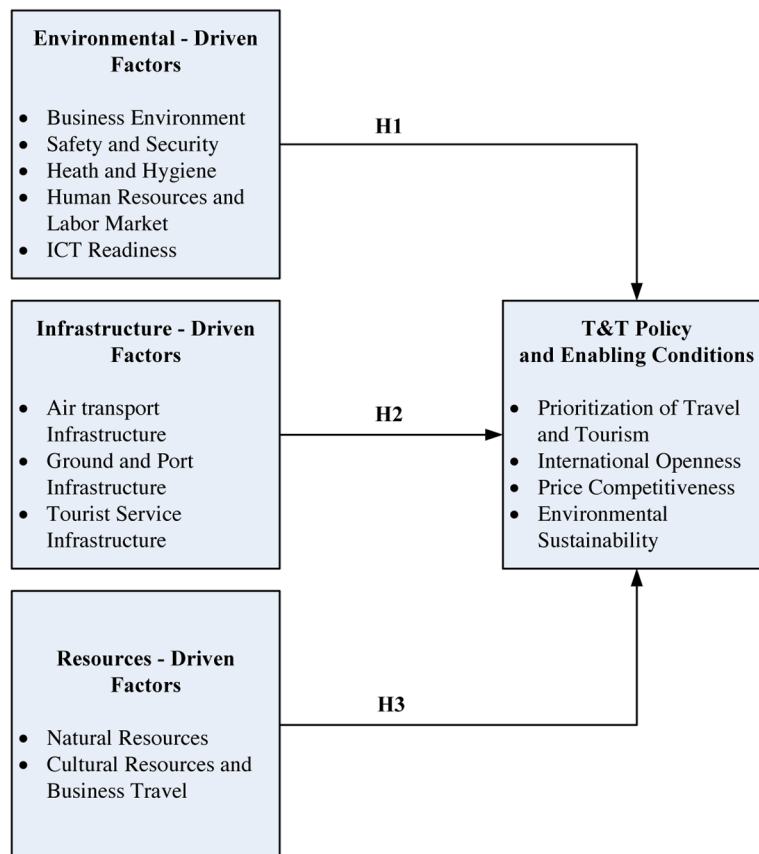 Environmental - Driven
Factors
• Business Environment
• Safety and Security
• Heath and Hygiene
• Human Resources and
Labor Market
• ICT Readiness
H1
Infrastructure - Driven
Factors
• Air transport
Infrastructure
• Ground and Port
Infrastructure
• Tourist Service
Infrastructure
H2
T&T Policy
and Enabling Conditions
• Prioritization of Travel
and Tourism
• International Openness
• Price Competitiveness
• Environmental
Sustainability
Resources - Driven
Factors
• Natural Resources
• Cultural Resources and
Business Travel
H3